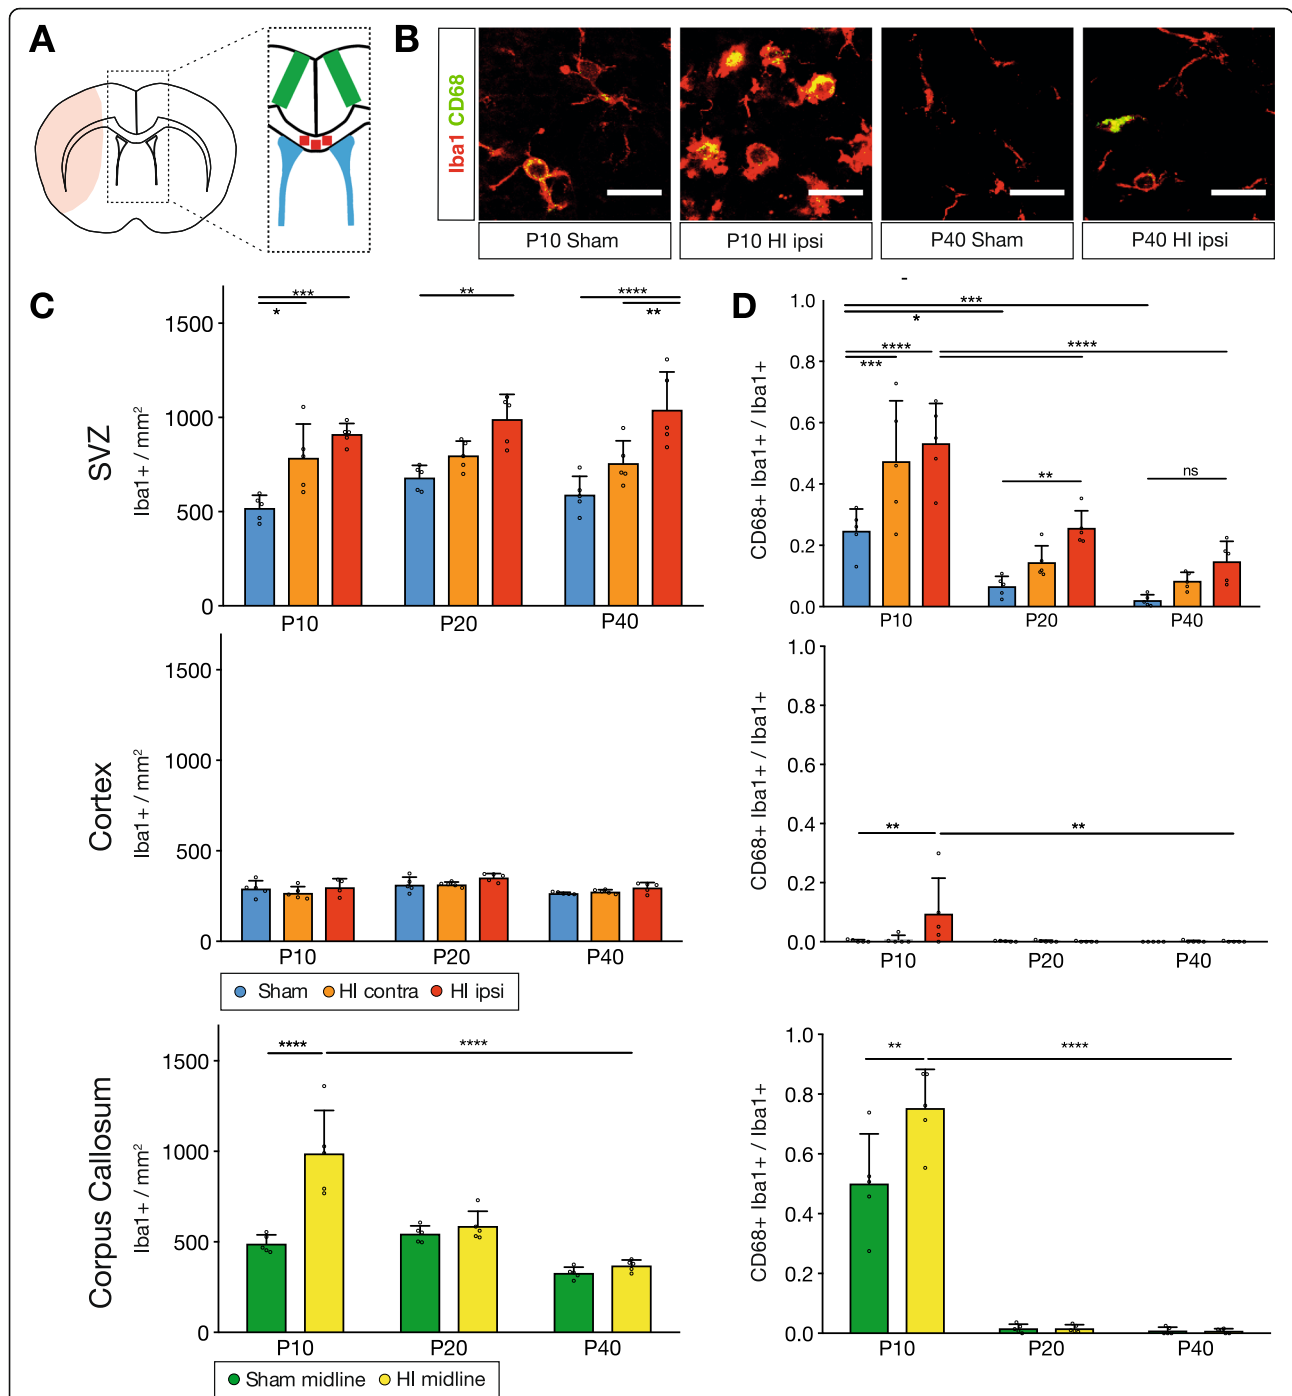 A
B
Iba1 CD68
P10 Sham
P10 HI ipsi
P40 Sham
P40 HI ipsi
C
SVZ
Iba1+ / mm²
1500
1000
500
0
***
*
**
****
**
P10
P20
P40
D
CD68+ Iba1+ / Iba1+
1.0
0.8
0.6
0.4
0.2
0.0
***
*
****
***
****
**
ns
P10
P20
P40
Cortex
Iba1+ / mm²
1500
1000
500
0
P10
P20
P40
Sham HI contra HI ipsi
CD68+ Iba1+ / Iba1+
1.0
0.8
0.6
0.4
0.2
0.0
**
**
P10
P20
P40
Corpus Callosum
Iba1+ / mm²
1500
1000
500
0
****
****
P10
P20
P40
Sham midline HI midline
CD68+ Iba1+ / Iba1+
1.0
0.8
0.6
0.4
0.2
0.0
**
****
P10
P20
P40